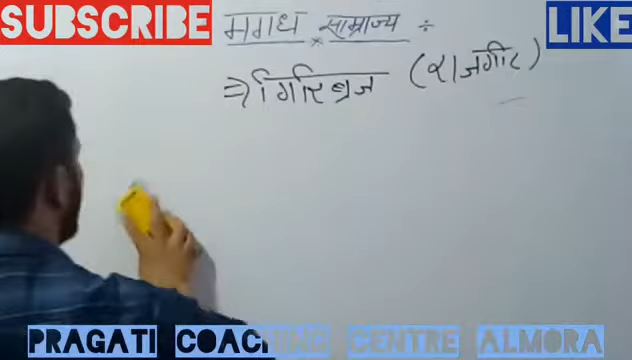 SUBSCRIBE
LIKE
मगध साम्राज्य ÷
⇒ गिरिब्रज (राजगीर)
PRAGATI COACHING CENTRE ALMORA